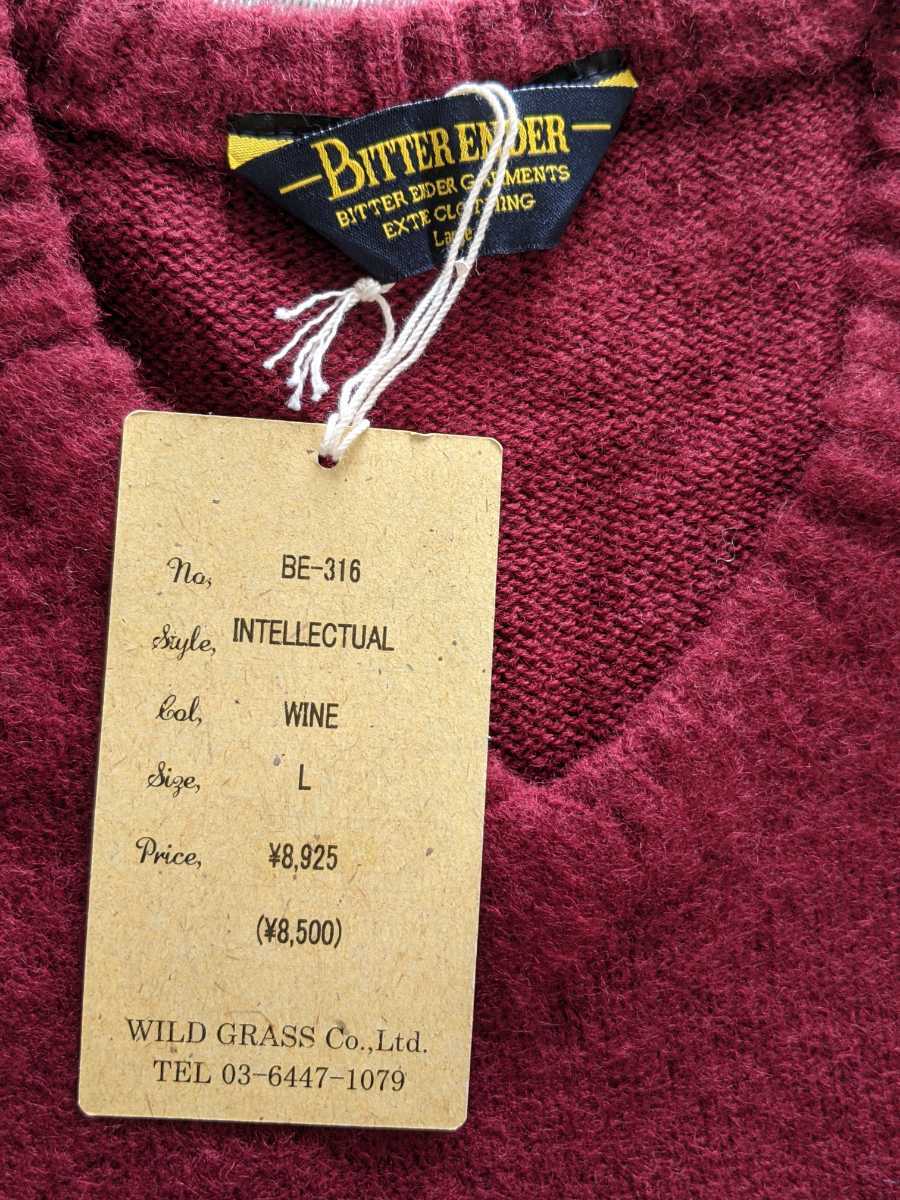 BITTER ENDER
BITTER ENDER GARMENTS
CLOTHING
Large
No, BE-316
Style, INTELLECTUAL
Col, WINE
Size, L
Price, ¥8,925
(¥8,500)
WILD GRASS Co.,Ltd.
TEL 03-6447-1079